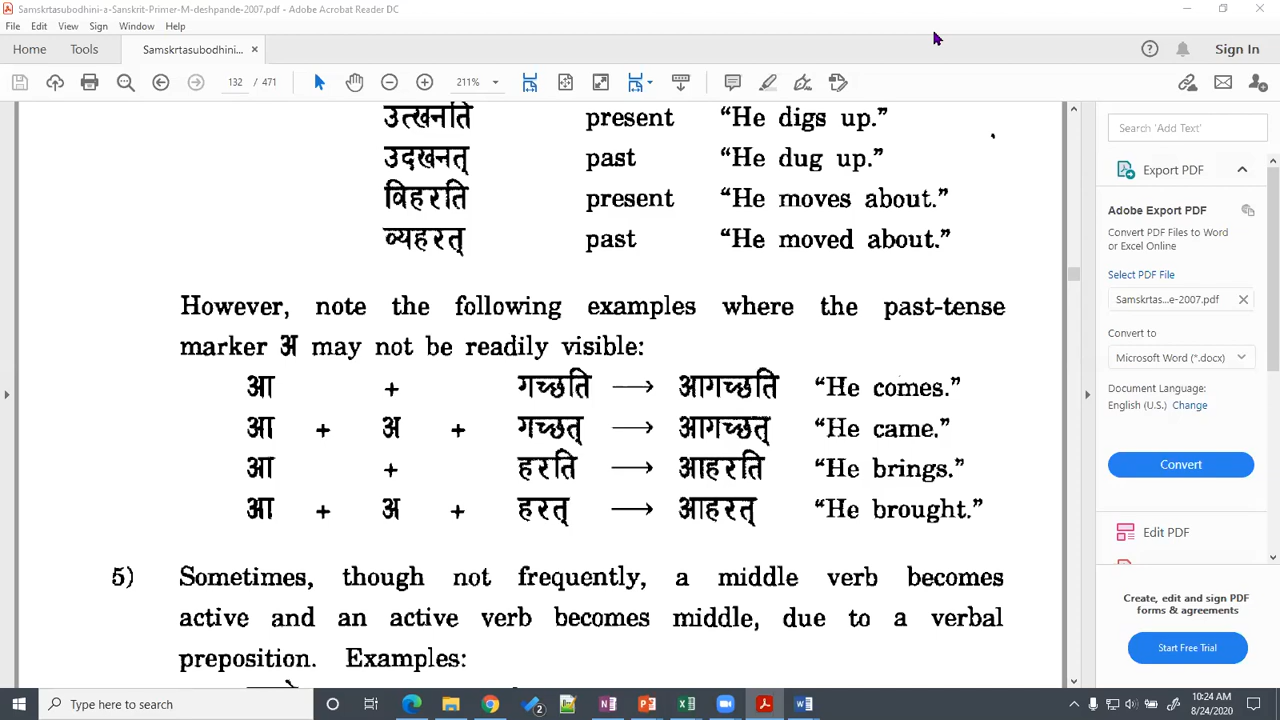 Samskrtasubodhini-a-Sanskrit-Primer-M-deshpande-2007.pdf - Adobe Acrobat Reader DC
File Edit View Sign Window Help
Home Tools Samskrtasubodhini... × Sign In
132 / 471 211%
उत्खनति present “He digs up.”
उदखनत् past “He dug up.”
विहरति present “He moves about.”
व्यहरत् past “He moved about.”
However, note the following examples where the past-tense
marker अ may not be readily visible:
आ + गच्छति → आगच्छति “He comes.”
आ + अ + गच्छत् → आगच्छत् “He came.”
आ + हरति → आहरति “He brings.”
आ + अ + हरत् → आहरत् “He brought.”
5) Sometimes, though not frequently, a middle verb becomes
active and an active verb becomes middle, due to a verbal
preposition. Examples:
Search 'Add Text'
Export PDF
Adobe Export PDF
Convert PDF Files to Word
or Excel Online
Select PDF File
Samskrtas...e-2007.pdf
Convert to
Microsoft Word (*.docx)
Document Language:
English (U.S.) Change
Convert
Edit PDF
Create, edit and sign PDF
forms & agreements
Start Free Trial
Type here to search
10:24 AM
8/24/2020